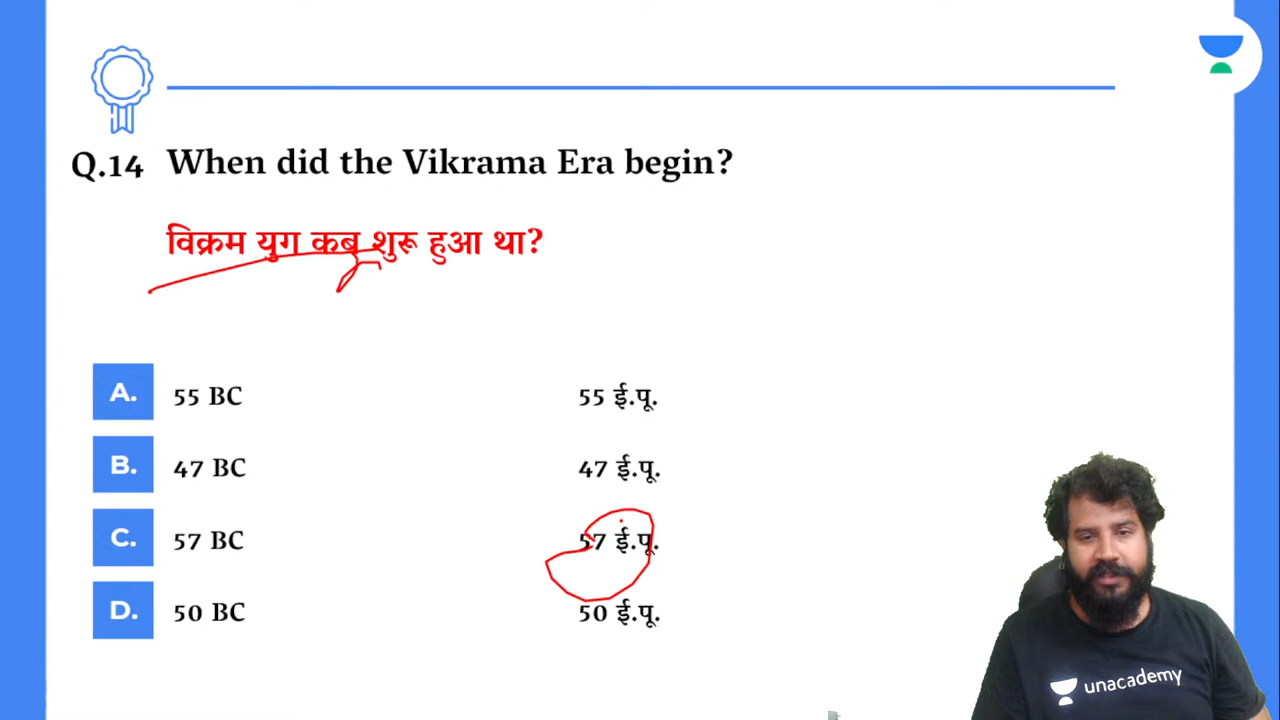 Q.14 When did the Vikrama Era begin?
विक्रम युग कब शुरू हुआ था?
A. 55 BC 55 ई.पू.
B. 47 BC 47 ई.पू.
C. 57 BC 57 ई.पू.
D. 50 BC 50 ई.पू.
unacademy